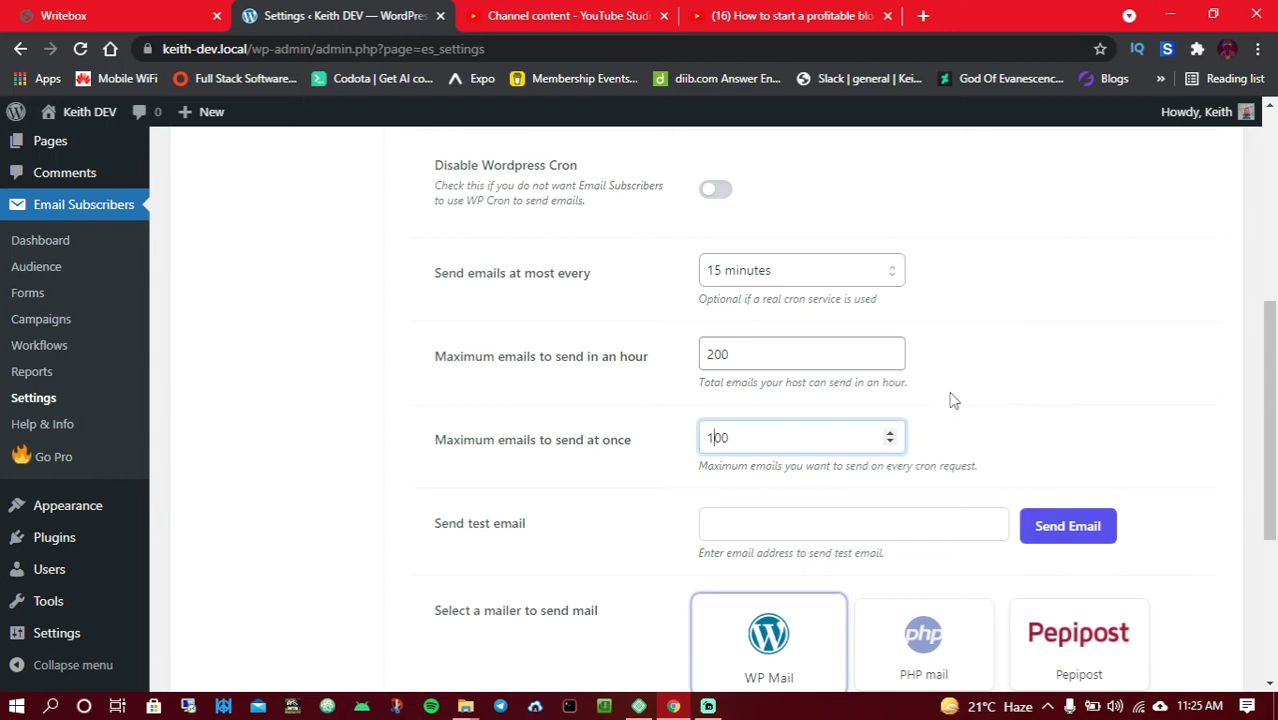 Writebox
Settings ‹ Keith DEV — WordPres
Channel content - YouTube Studi
(16) How to start a profitable blo
keith-dev.local/wp-admin/admin.php?page=es_settings
Apps
Mobile WiFi
Full Stack Software...
Codota | Get AI co...
Expo
Membership Events...
diib.com Answer En...
Slack | general | Kei...
God Of Evanescenc...
Blogs
»
Reading list
Keith DEV
0
New
Howdy, Keith
Pages
Comments
Email Subscribers
Dashboard
Audience
Forms
Campaigns
Workflows
Reports
Settings
Help & Info
Go Pro
Appearance
Plugins
Users
Tools
Settings
Collapse menu
Disable Wordpress Cron
Check this if you do not want Email Subscribers
to use WP Cron to send emails.
Send emails at most every
15 minutes
Optional if a real cron service is used
Maximum emails to send in an hour
200
Total emails your host can send in an hour.
Maximum emails to send at once
100
Maximum emails you want to send on every cron request.
Send test email
Send Email
Enter email address to send test email.
Select a mailer to send mail
WP Mail
php
PHP mail
Pepipost
Pepipost
21°C Haze
11:25 AM